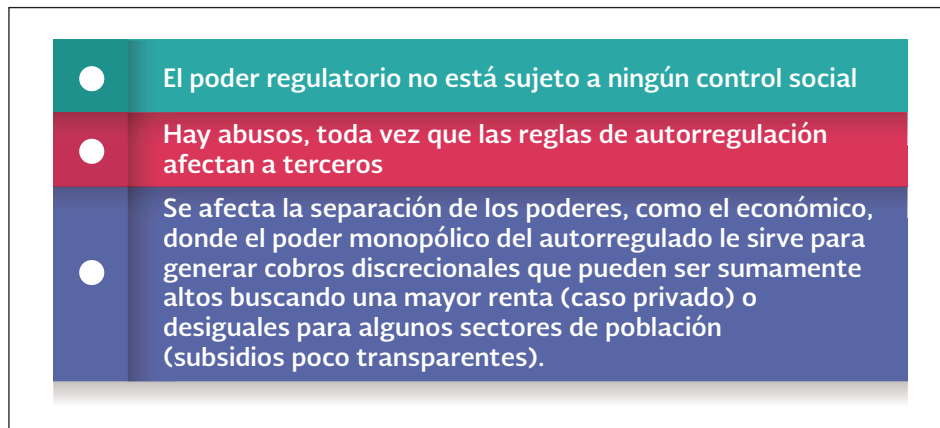 El poder regulatorio no está sujeto a ningún control social
Hay abusos, toda vez que las reglas de autorregulación
afectan a terceros
Se afecta la separación de los poderes, como el económico,
donde el poder monopólico del autorregulado le sirve para
generar cobros discrecionales que pueden ser sumamente
altos buscando una mayor renta (caso privado) o
desiguales para algunos sectores de población
(subsidios poco transparentes).